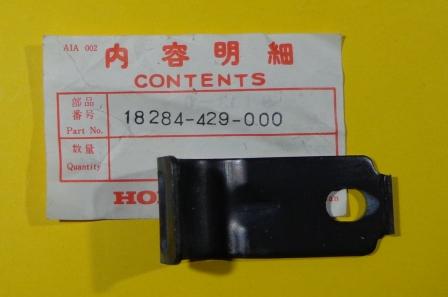 AIA 002
内容明細
CONTENTS
部品
番号
Part No.
18284-429-000
数量
Quantity
HO